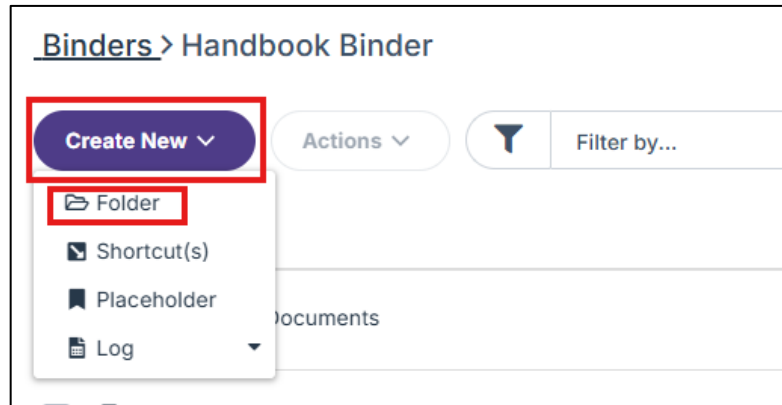 Binders > Handbook Binder
Create New Actions Filter by...
Folder
Shortcut(s)
Placeholder
Documents
Log